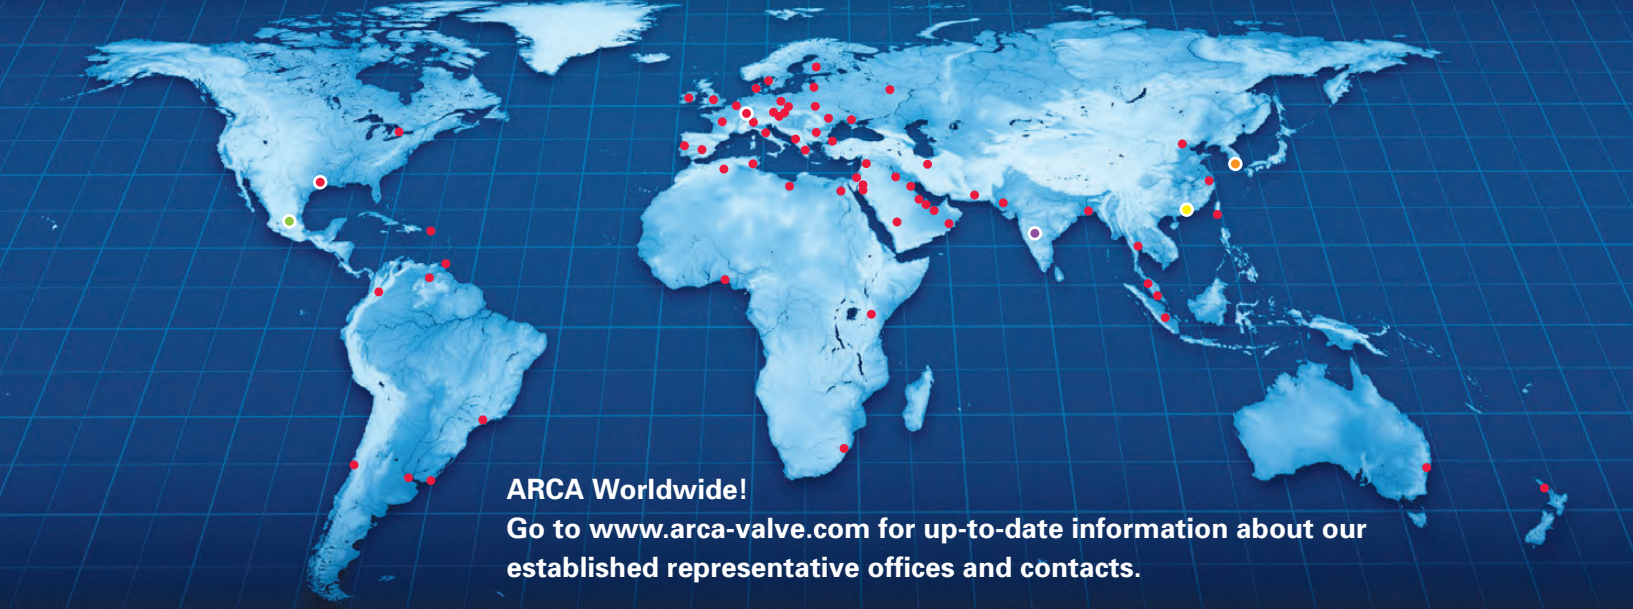 ARCA Worldwide!
Go to www.arca-valve.com for up-to-date information about our
established representative offices and contacts.